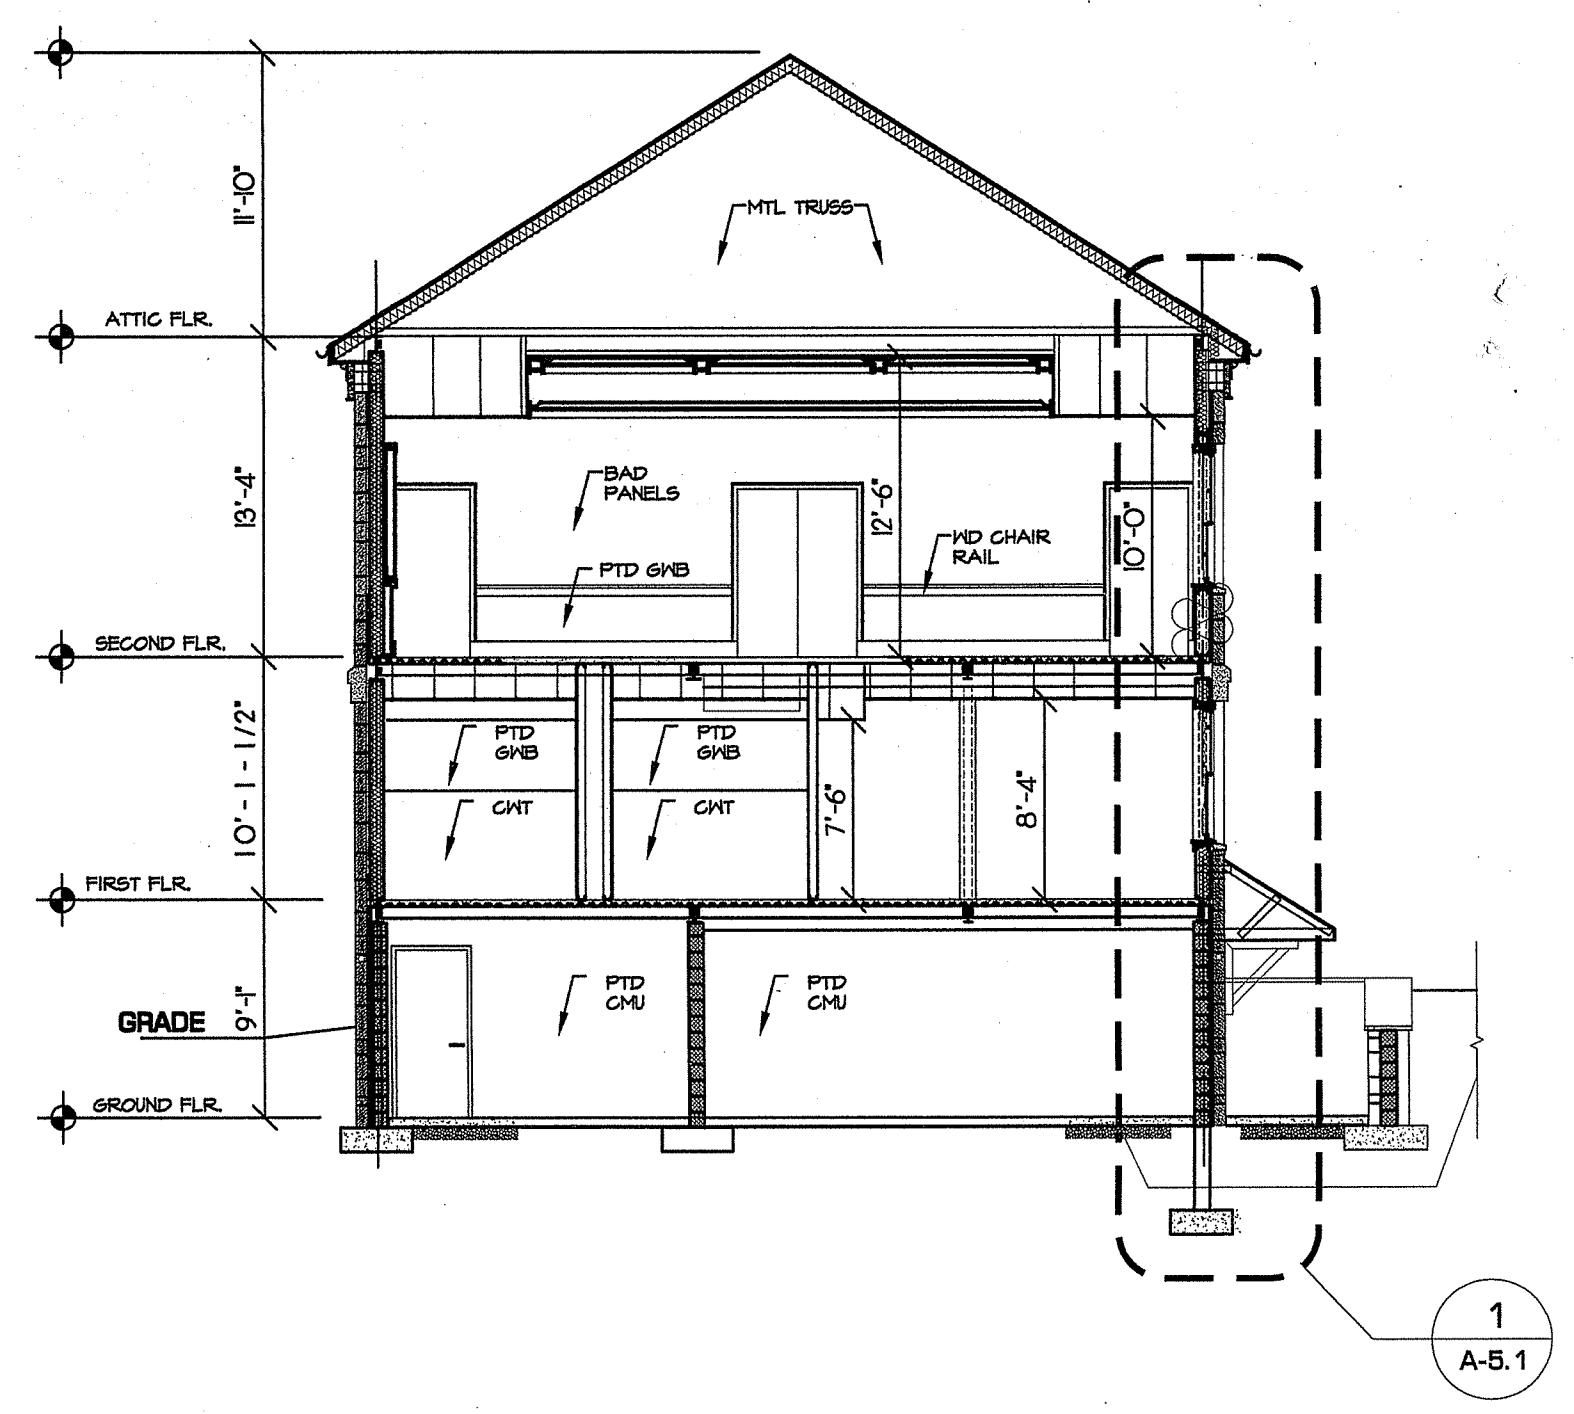 11'-10"
MTL TRUSS
ATTIC FLR.
13'-4"
BAD
PANELS
12'-6"
10'-0"
WD CHAIR
RAIL
PTD GWB
SECOND FLR.
10'-1-1/2"
PTD
GWB
PTD
GWB
CWT
CWT
7'-6"
8'-4"
FIRST FLR.
9'-1"
PTD
CMU
PTD
CMU
GRADE
GROUND FLR.
1
A-5.1